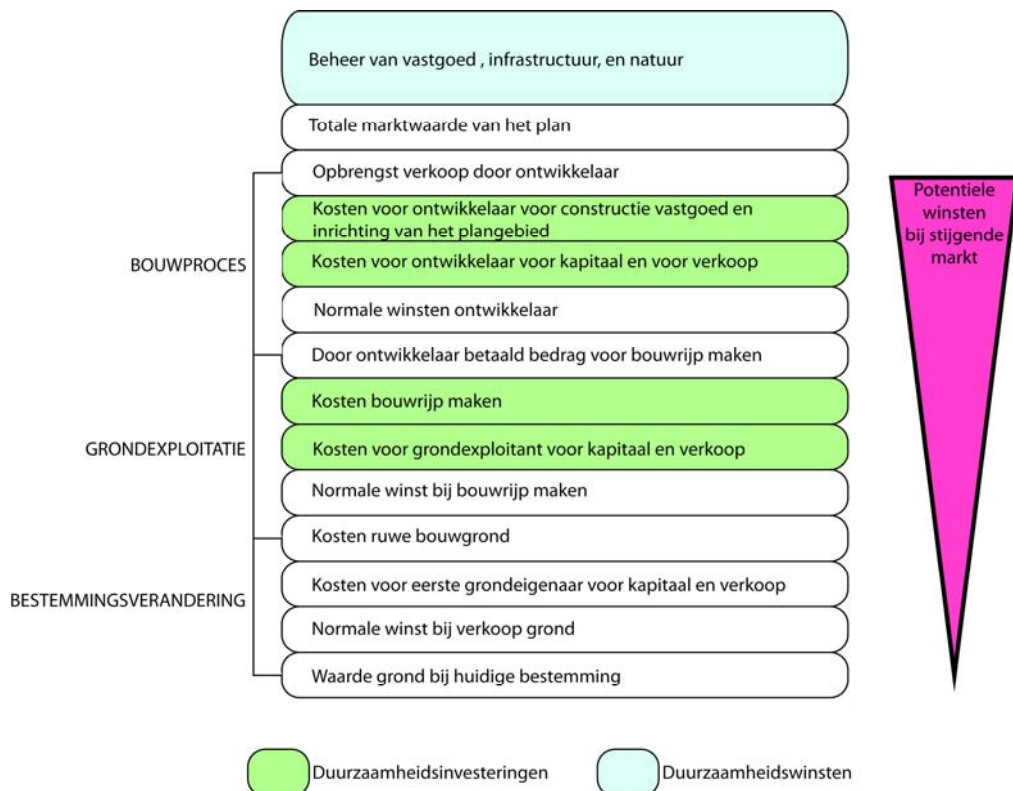 Beheer van vastgoed , infrastructuur, en natuur
Totale marktwaarde van het plan
Opbrengst verkoop door ontwikkelaar
Kosten voor ontwikkelaar voor constructie vastgoed en
inrichting van het plangebied
BOUWPROCES
Kosten voor ontwikkelaar voor kapitaal en voor verkoop
Normale winsten ontwikkelaar
Door ontwikkelaar betaald bedrag voor bouwrijp maken
Kosten bouwrijp maken
GRONDEXPLOITATIE
Kosten voor grondexploitant voor kapitaal en verkoop
Normale winst bij bouwrijp maken
Kosten ruwe bouwgrond
BESTEMMINGSVERANDERING
Kosten voor eerste grondeigenaar voor kapitaal en verkoop
Normale winst bij verkoop grond
Waarde grond bij huidige bestemming
Potentiele
winsten
bij stijgende
markt
Duurzaamheidsinvesteringen
Duurzaamheidswinsten